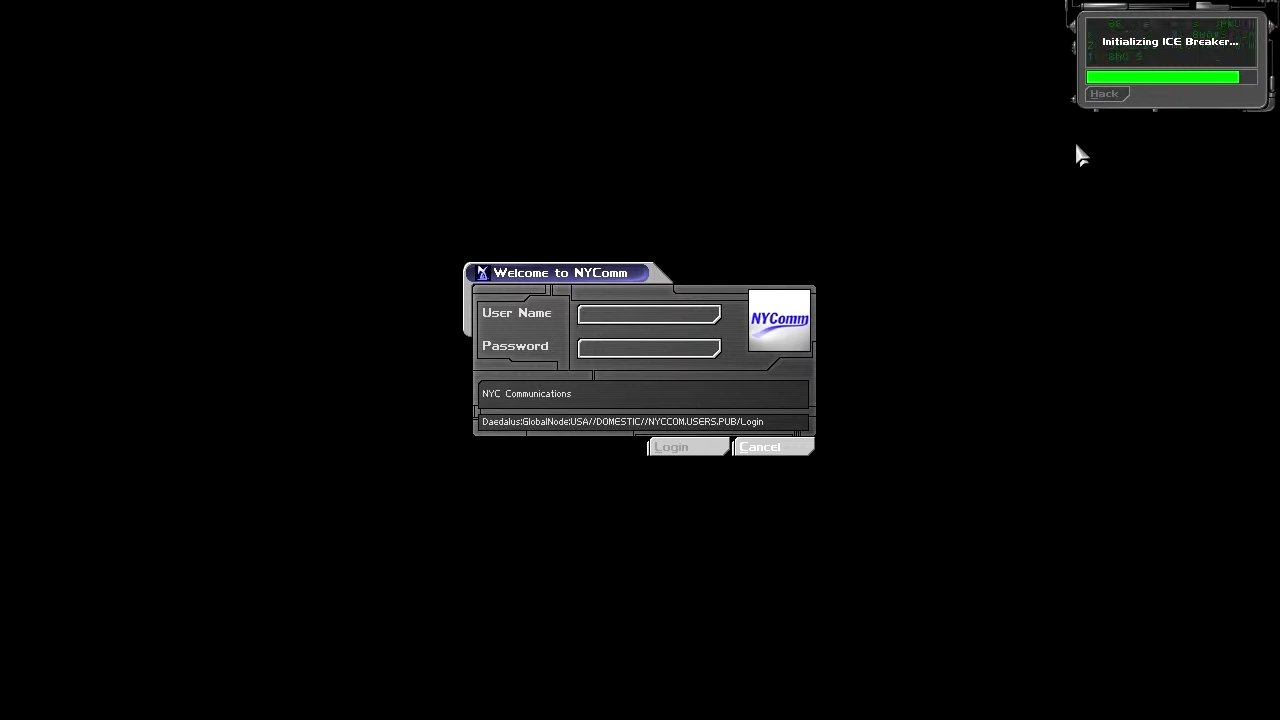 Initializing ICE Breaker...
Hack
Welcome to NYComm
User Name
NYComm
Password
NYC Communications
Daedalus:GlobalNode:USA//DOMESTIC//NYCCOM.USERS.PUB/Login
Login
Cancel